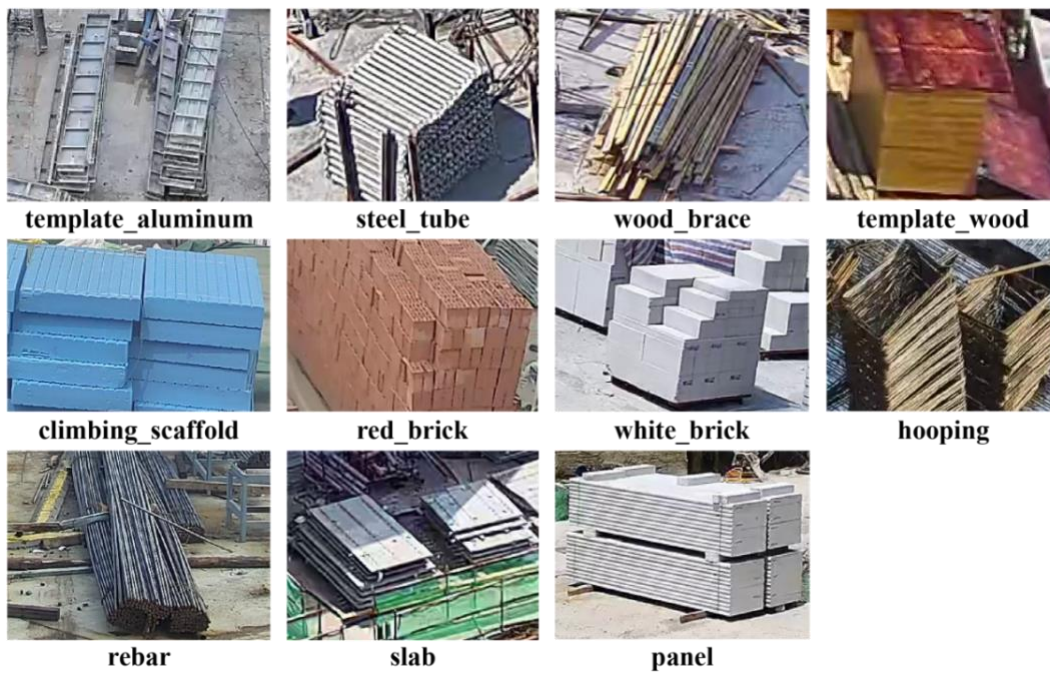 template_aluminum
steel_tube
wood_brace
template_wood
climbing_scaffold
red_brick
white_brick
hooping
rebar
slab
panel